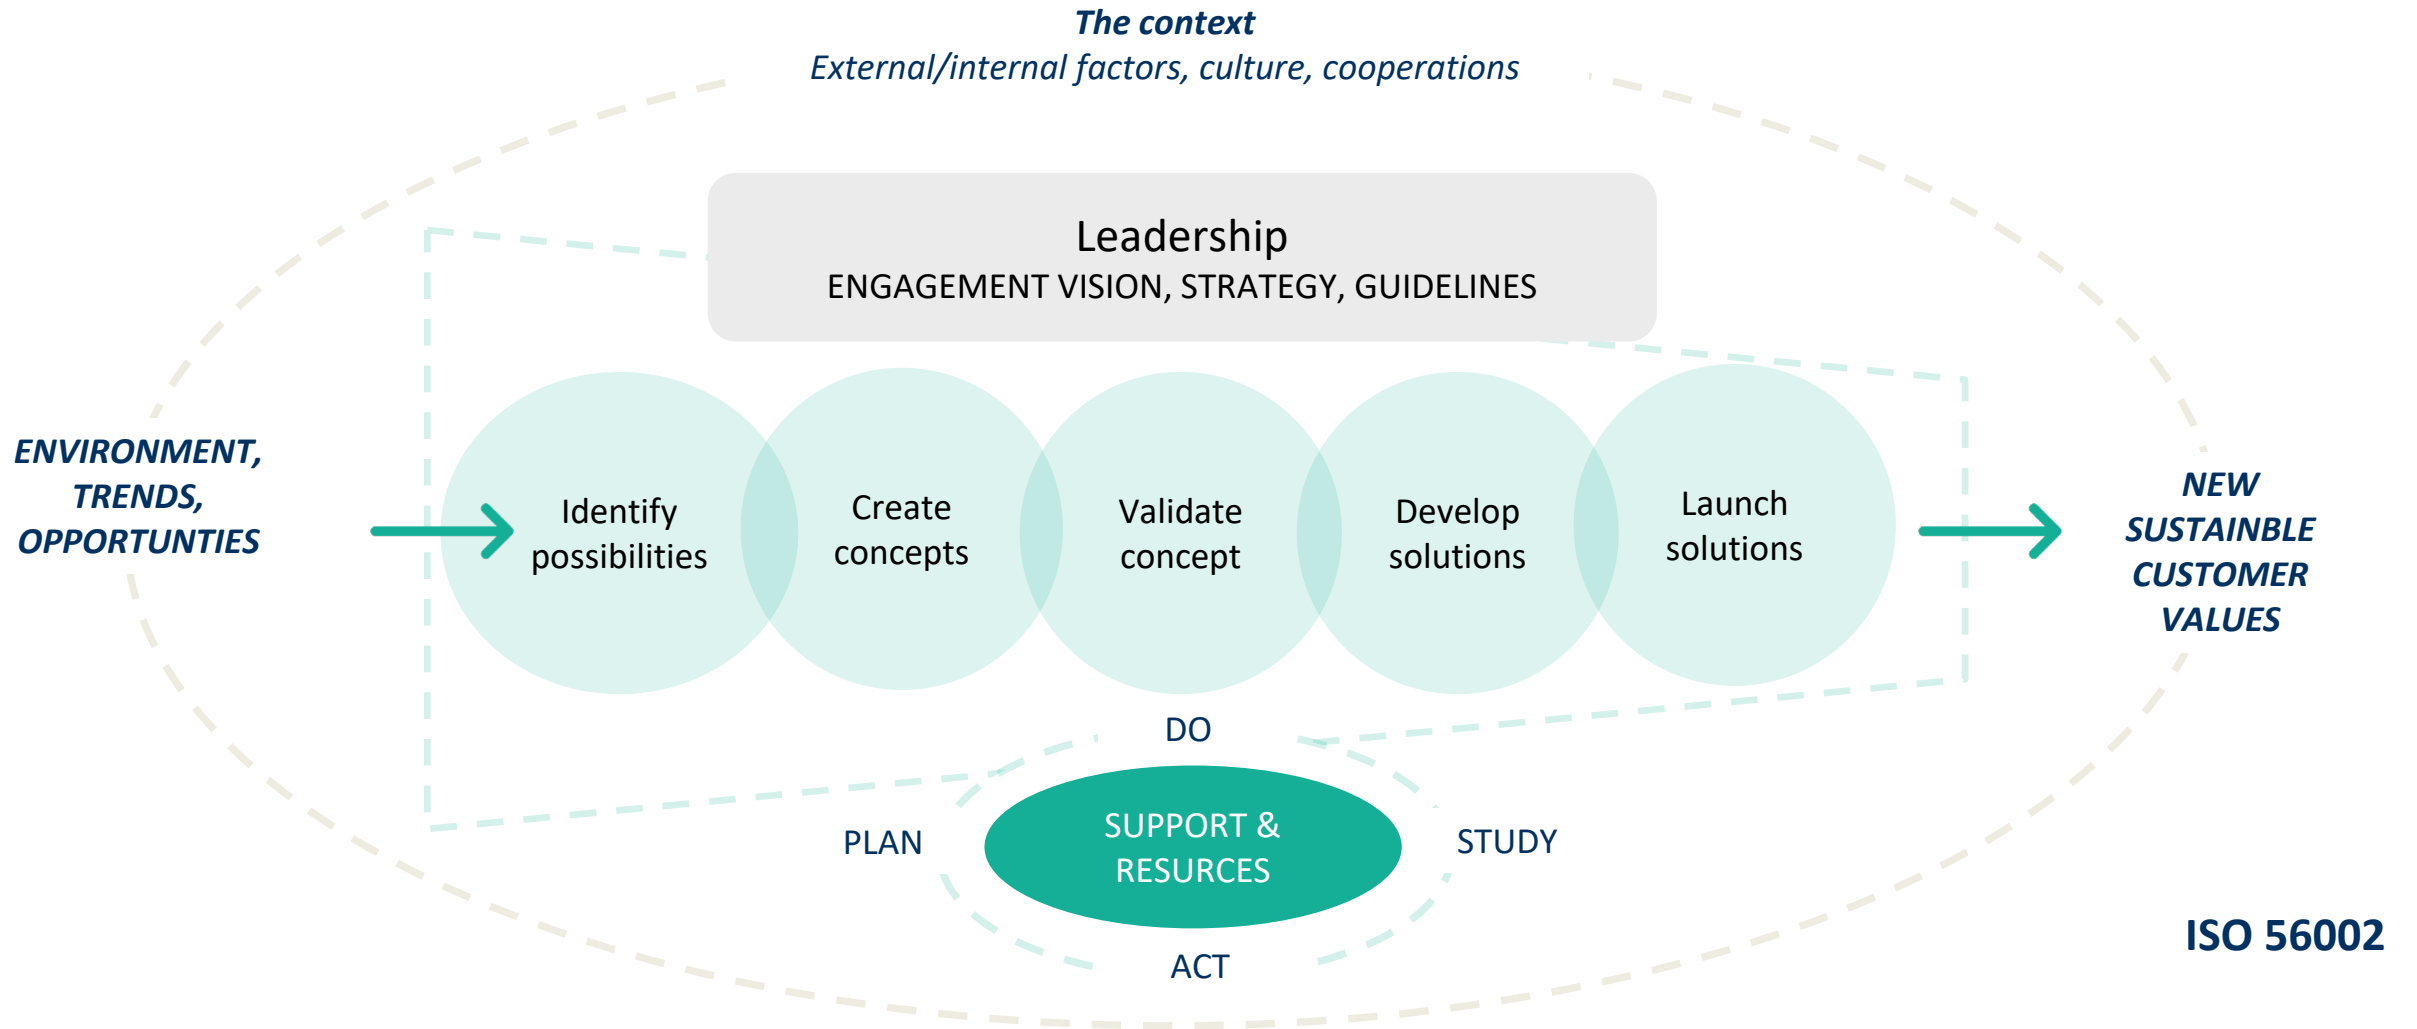 The context
External/internal factors, culture, cooperations
Leadership
ENGAGEMENT VISION, STRATEGY, GUIDELINES
ENVIRONMENT,
TRENDS,
OPPORTUNTIES
Identify
possibilities
Create
concepts
Validate
concept
Develop
solutions
Launch
solutions
NEW
SUSTAINBLE
CUSTOMER
VALUES
DO
PLAN
SUPPORT &
RESURCES
STUDY
ACT
ISO 56002